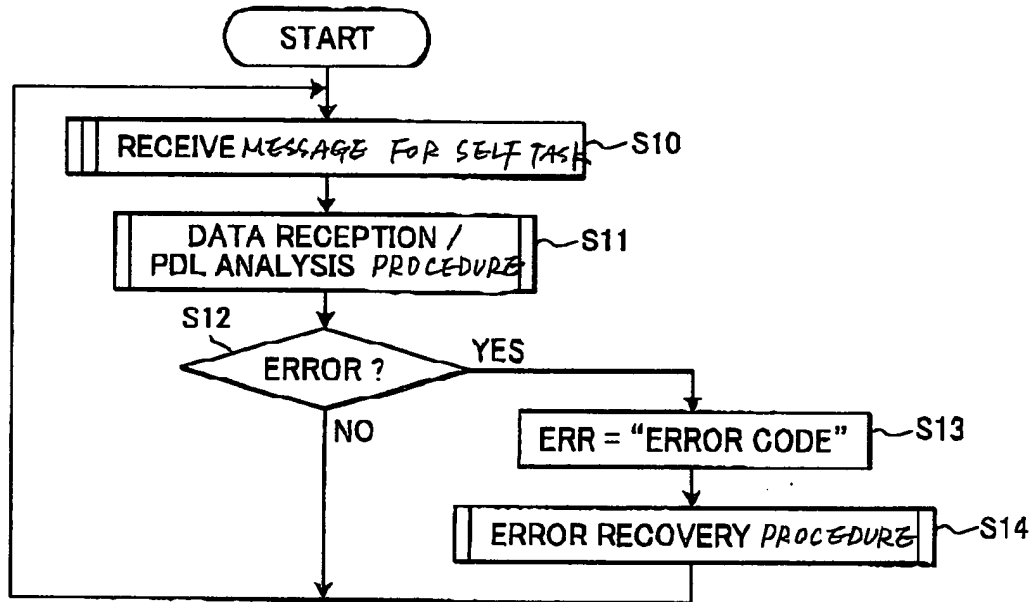 START
RECEIVE MESSAGE FOR SELF TASK
S10
DATA RECEPTION /
PDL ANALYSIS PROCEDURE
S11
S12
ERROR ?
YES
NO
ERR = “ERROR CODE”
S13
ERROR RECOVERY PROCEDURE
S14